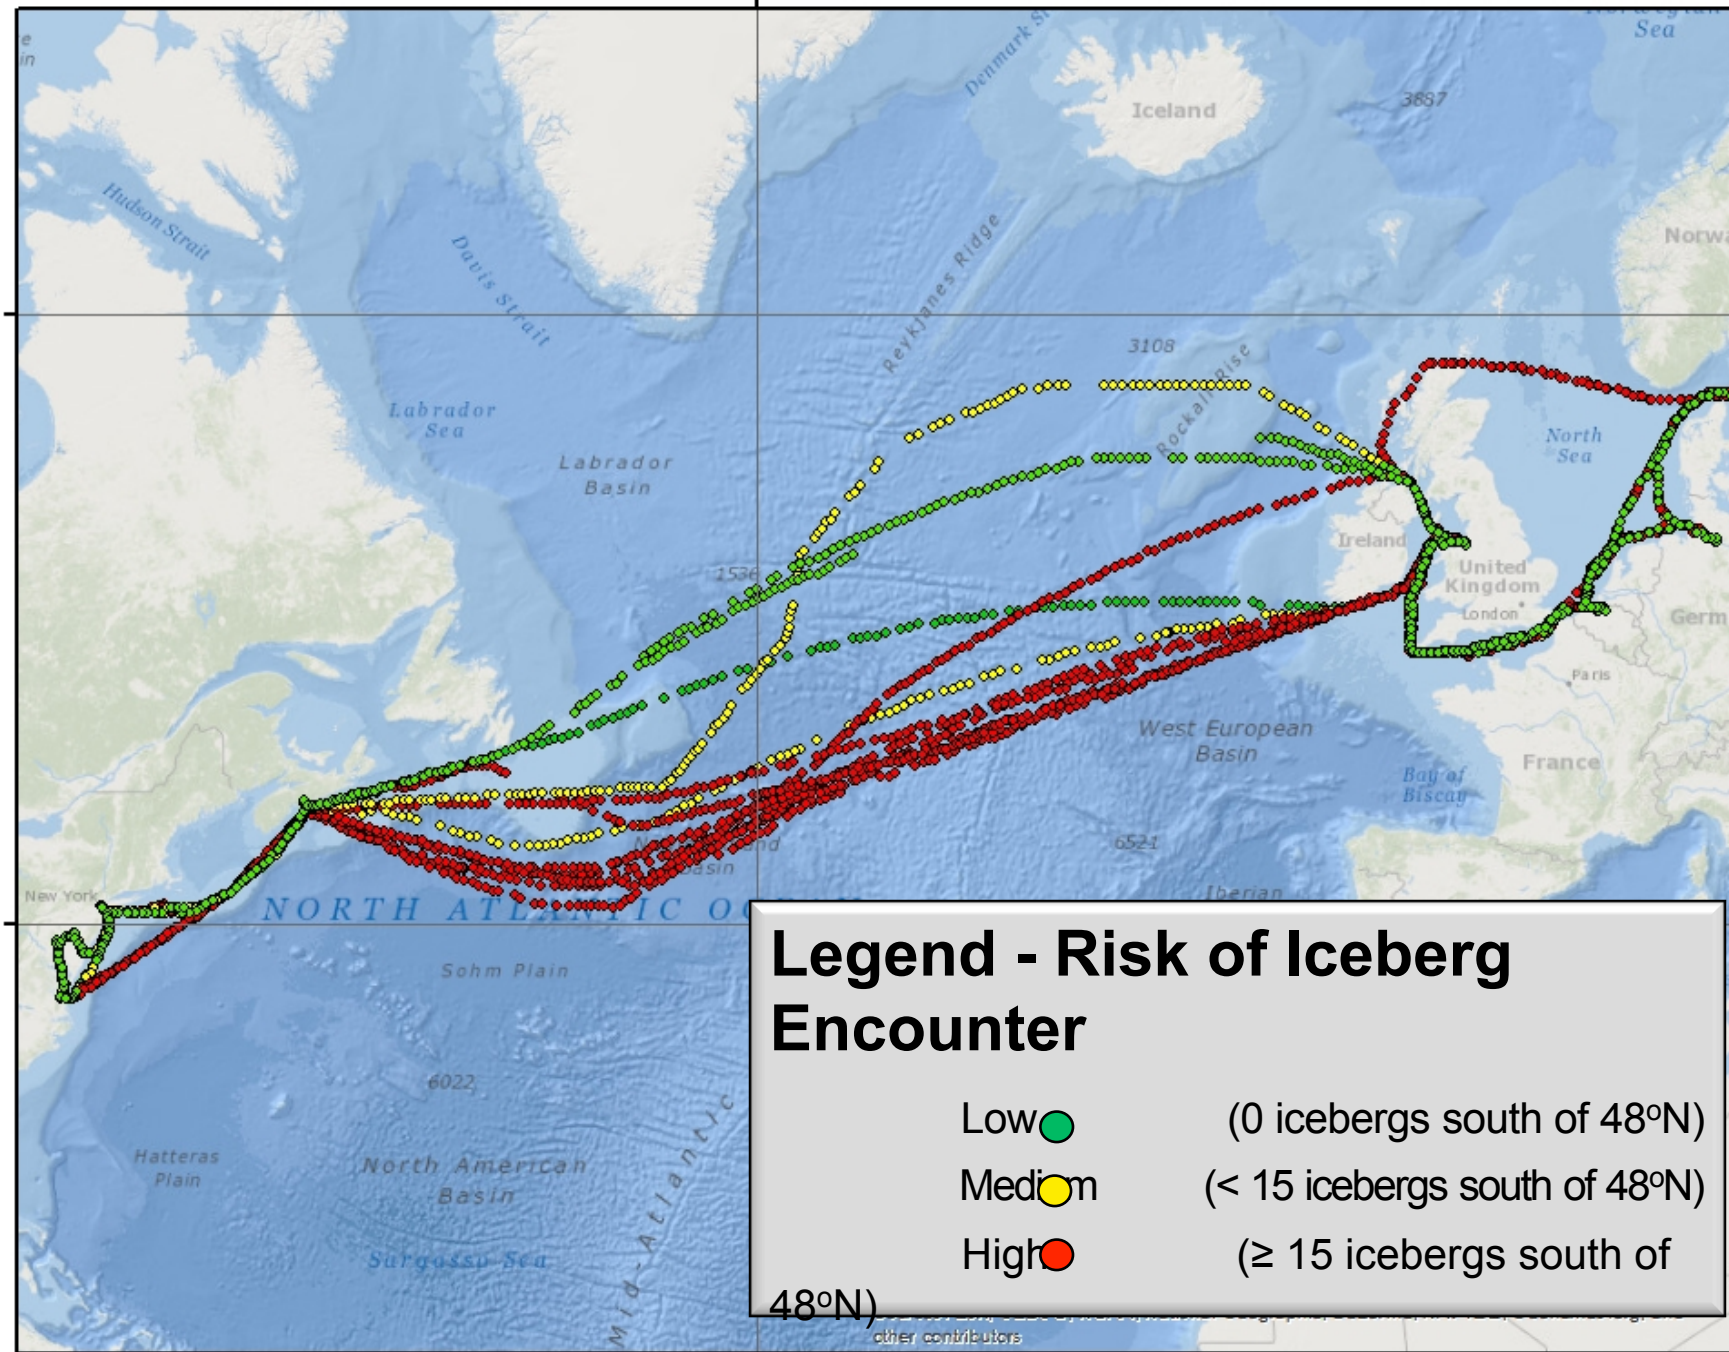 Norwegian
Sea
Denmark St
Iceland
3887
Hudson Strait
Davis Strait
Reykjanes Ridge
Norwa
3108
Rockall Rise
Labrador
Sea
North
Sea
Labrador
Basin
Ireland
1536
United
Kingdom
London
Germ
Paris
West European
Basin
France
Bay of
Biscay
6521
Basin
Iberian
New York
NORTH ATLANTIC O
Sohm Plain
6022
Hatteras
Plain
North American
Basin
Sargasso Sea
Mid-Atlantic
Legend - Risk of Iceberg
Encounter
Low (0 icebergs south of 48ºN)
Medium (< 15 icebergs south of 48ºN)
High (≥ 15 icebergs south of
48ºN)
other contributors